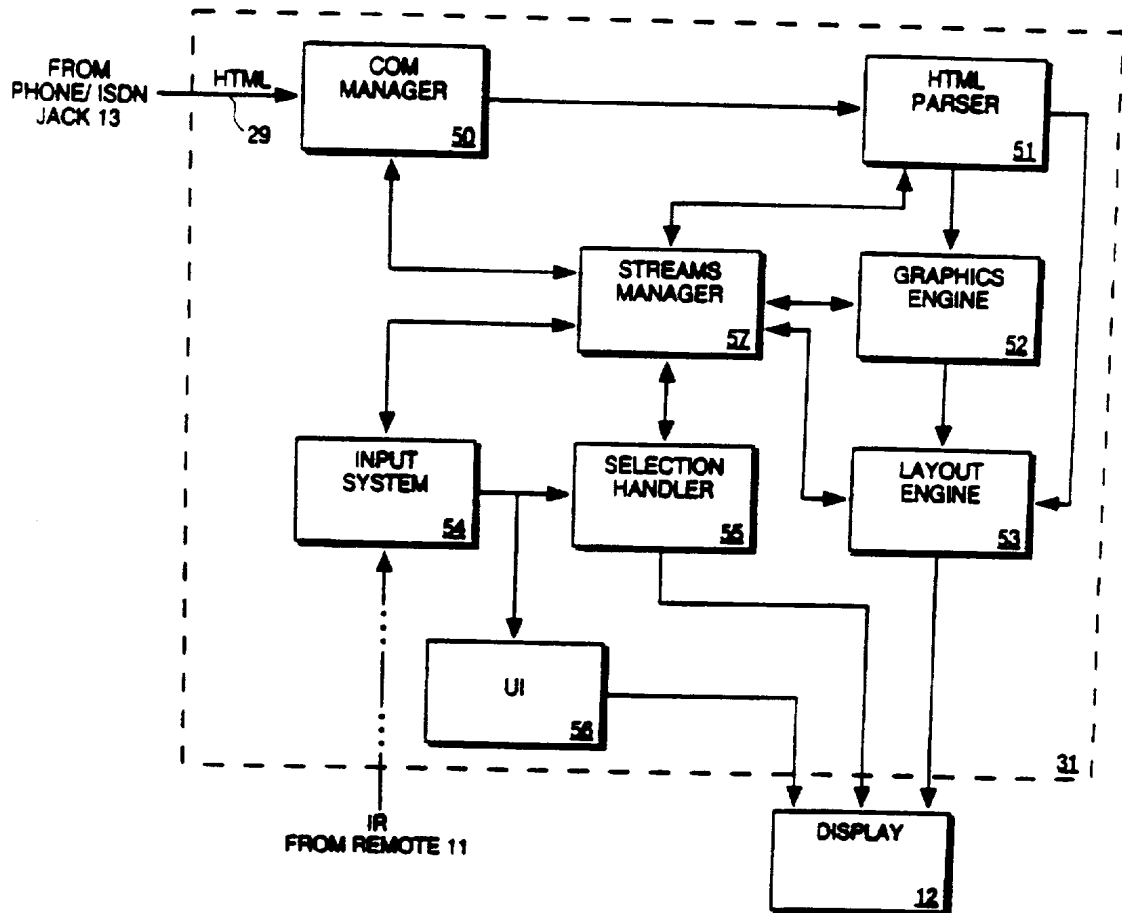 FROM
PHONE/ ISDN
JACK 13
HTML
29
COM
MANAGER
50
HTML
PARSER
51
STREAMS
MANAGER
57
GRAPHICS
ENGINE
52
INPUT
SYSTEM
54
SELECTION
HANDLER
55
LAYOUT
ENGINE
53
UI
56
31
IR
FROM REMOTE 11
DISPLAY
12